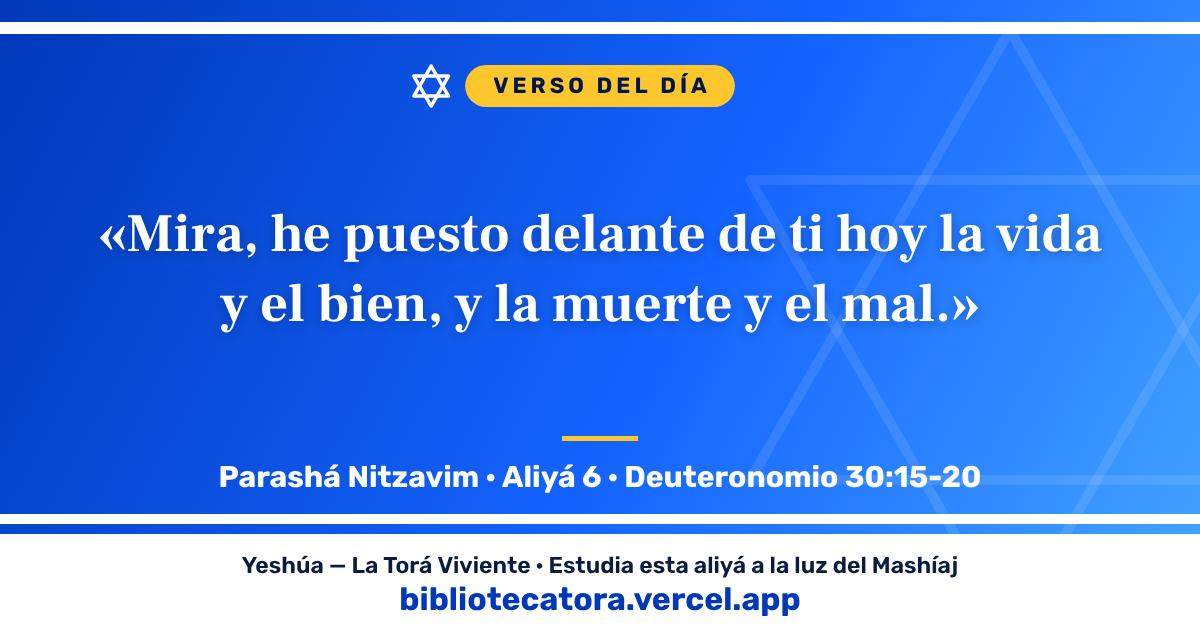 VERSO DEL DÍA
«Mira, he puesto delante de ti hoy la vida
y el bien, y la muerte y el mal.»
Parashá Nitzavim • Aliyá 6 • Deuteronomio 30:15-20
Yeshúa — La Torá Viviente • Estudia esta aliyá a la luz del Mashíaj
bibliotecatora.vercel.app